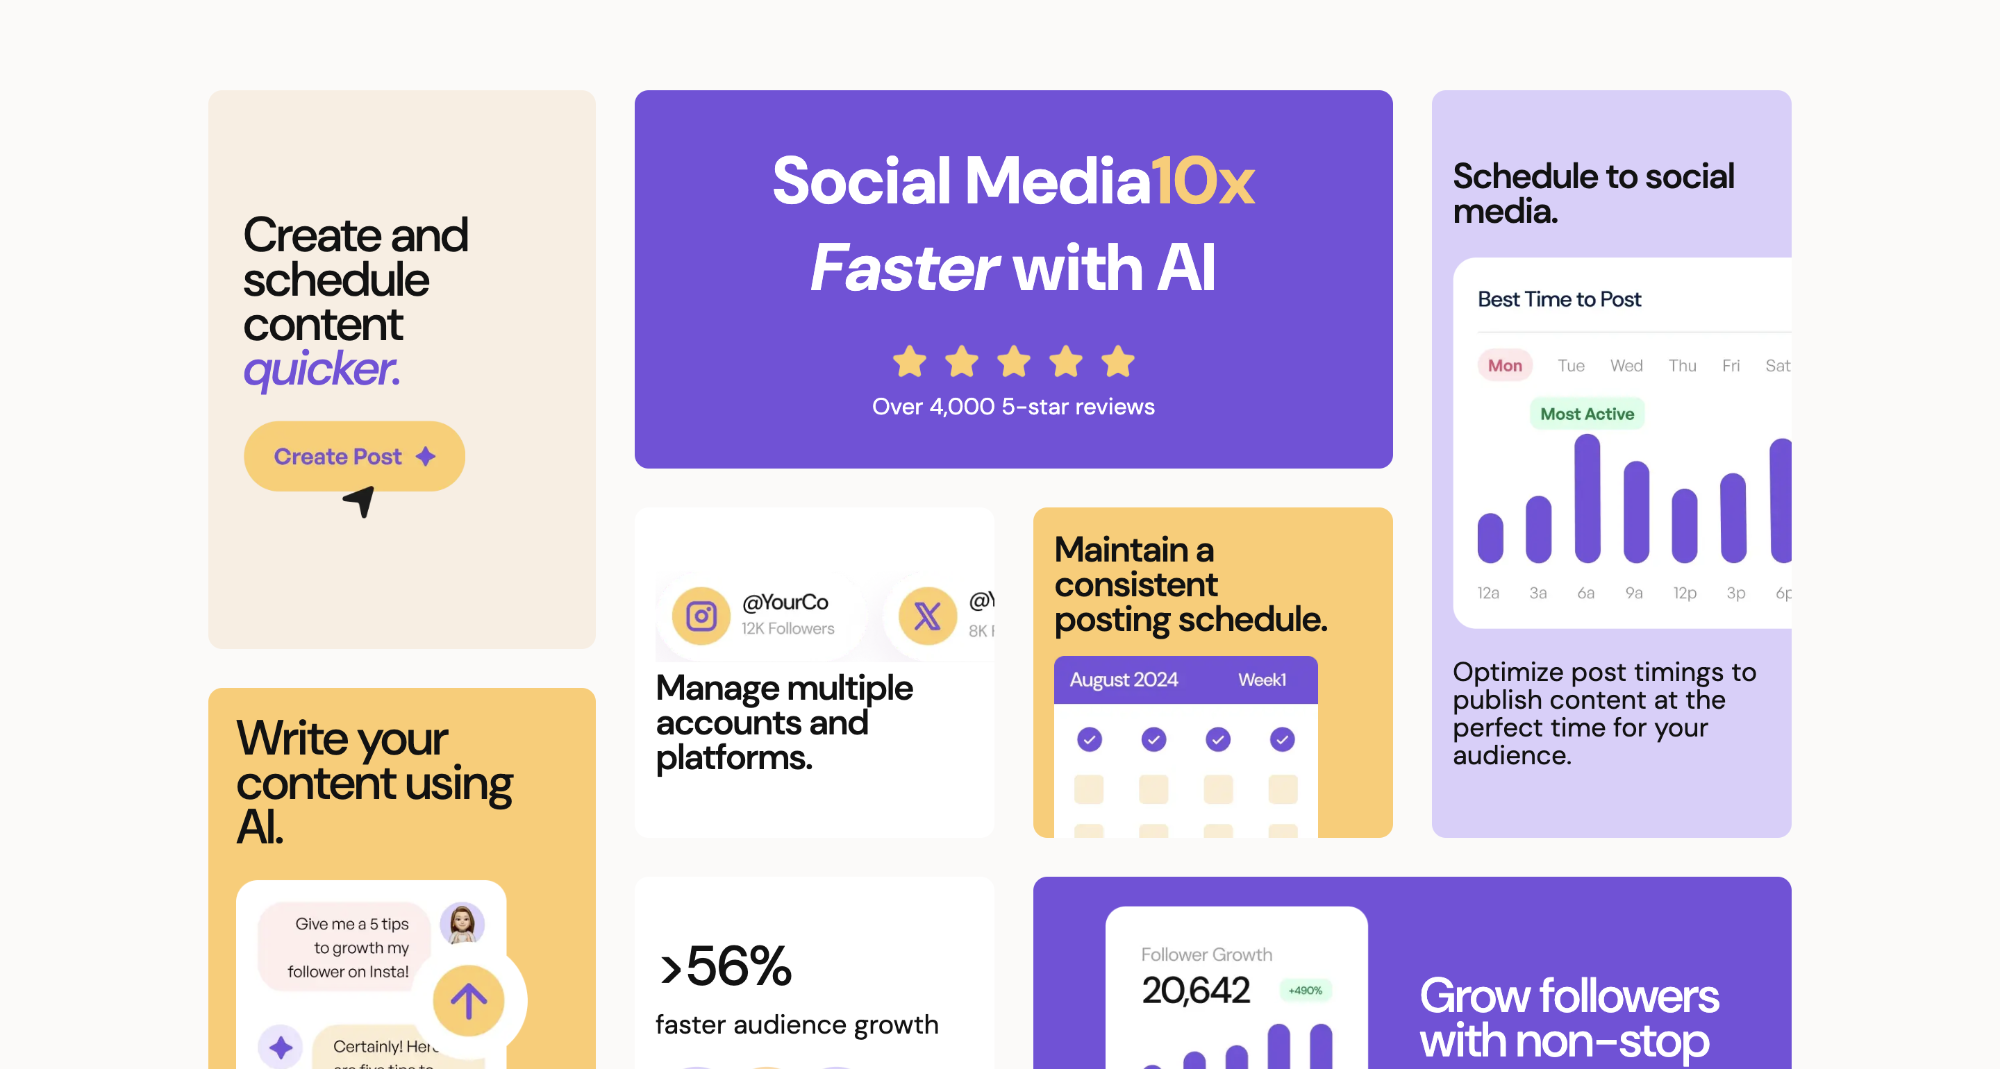 Create and
schedule
content
quicker.
Create Post
Write your
content using
AI.
Give me a 5 tips
to growth my
follower on Insta!
Certainly! Here
are five tips to
Social Media10x
Faster with AI
Over 4,000 5-star reviews
@YourCo
12K Followers
@Y
8K F
Manage multiple
accounts and
platforms.
Maintain a
consistent
posting schedule.
August 2024 Week1
>56%
faster audience growth
Schedule to social
media.
Best Time to Post
Mon Tue Wed Thu Fri Sat
Most Active
12a 3a 6a 9a 12p 3p 6p
Optimize post timings to
publish content at the
perfect time for your
audience.
Follower Growth
20,642 +490%
Grow followers
with non-stop